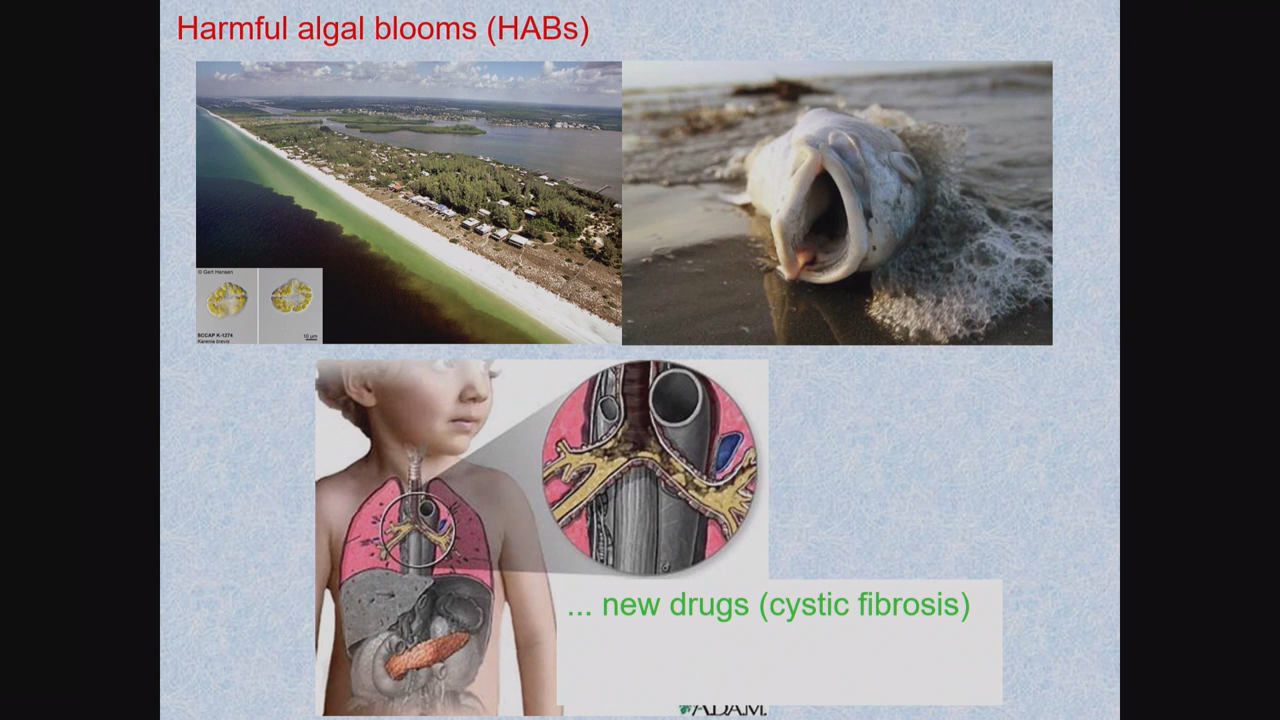 Harmful algal blooms (HABs)
© Gert Hansen
SCCAP K-1274
Karenia brevis
10 µm
... new drugs (cystic fibrosis)
ADAM.